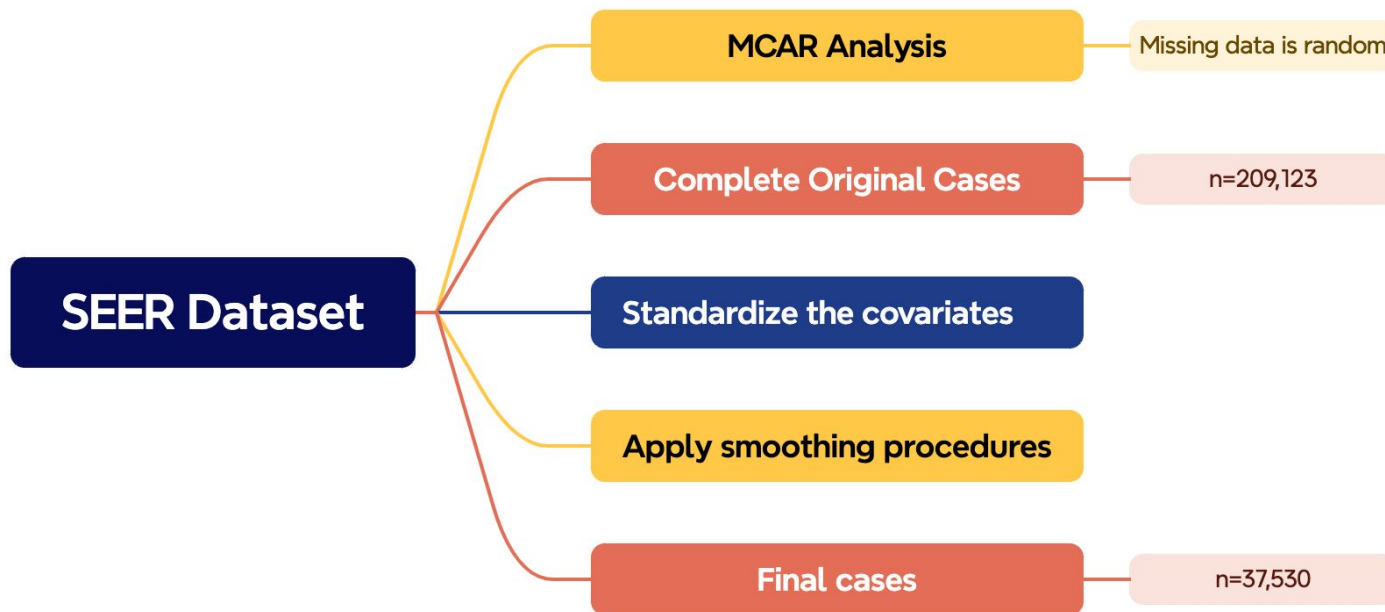 MCAR Analysis
Missing data is random
Complete Original Cases
n=209,123
SEER Dataset
Standardize the covariates
Apply smoothing procedures
Final cases
n=37,530